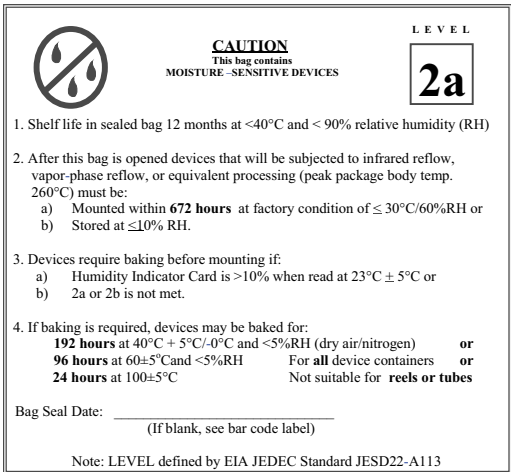 LEVEL
CAUTION
This bag contains
MOISTURE –SENSITIVE DEVICES
2a
1. Shelf life in sealed bag 12 months at <40°C and < 90% relative humidity (RH)
2. After this bag is opened devices that will be subjected to infrared reflow,
vapor-phase reflow, or equivalent processing (peak package body temp.
260°C) must be:
a) Mounted within 672 hours at factory condition of ≤ 30°C/60%RH or
b) Stored at ≤10% RH.
3. Devices require baking before mounting if:
a) Humidity Indicator Card is >10% when read at 23°C ± 5°C or
b) 2a or 2b is not met.
4. If baking is required, devices may be baked for:
192 hours at 40°C + 5°C/-0°C and <5%RH (dry air/nitrogen) or
96 hours at 60±5°Cand <5%RH For all device containers or
24 hours at 100±5°C Not suitable for reels or tubes
Bag Seal Date: ______________________________
(If blank, see bar code label)
Note: LEVEL defined by EIA JEDEC Standard JESD22-A113